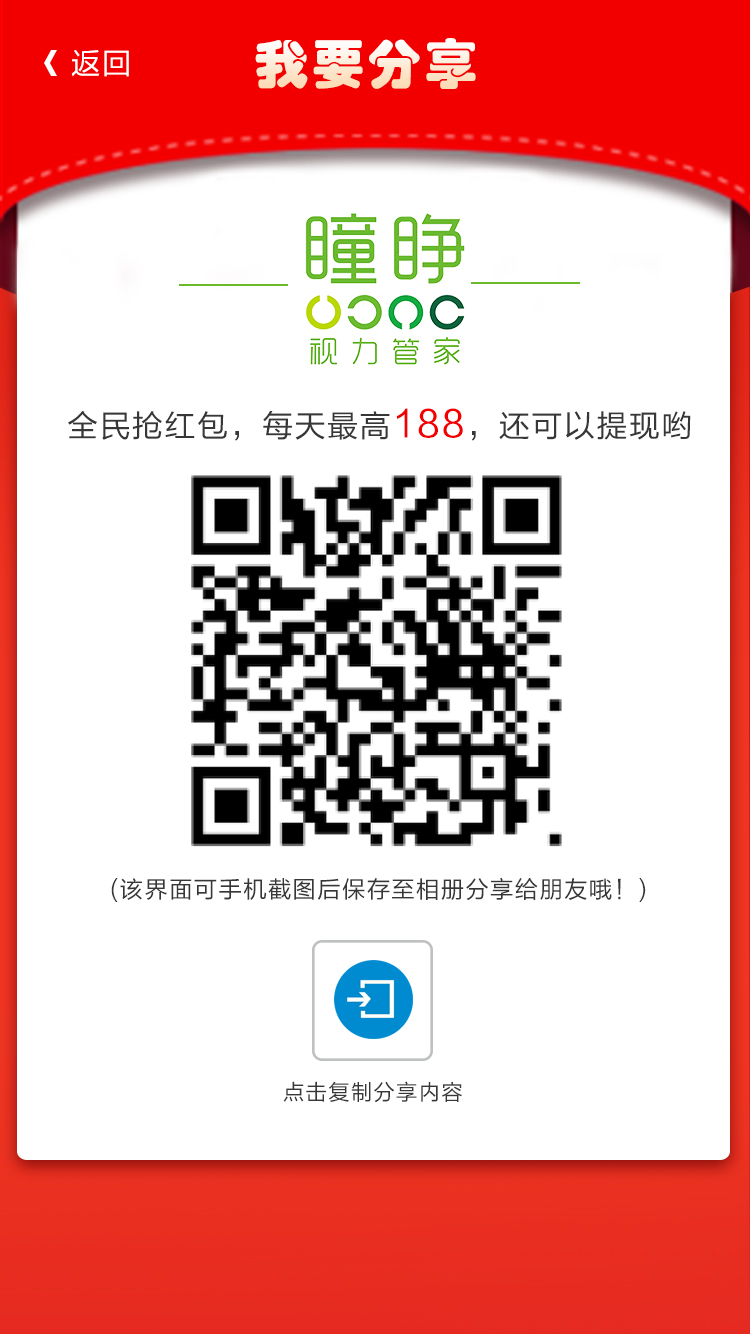 返回
我要分享
瞳睁
视力管家
全民抢红包，每天最高188，还可以提现哟
(该界面可手机截图后保存至相册分享给朋友哦！)
点击复制分享内容